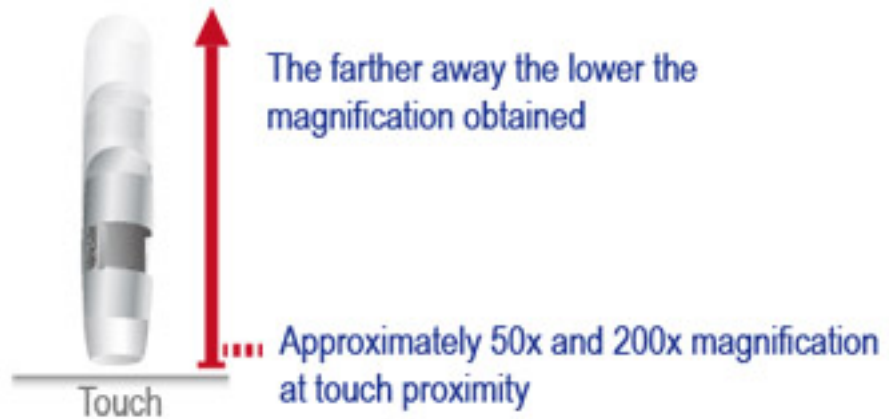 The farther away the lower the
magnification obtained
Approximately 50x and 200x magnification
at touch proximity
Touch